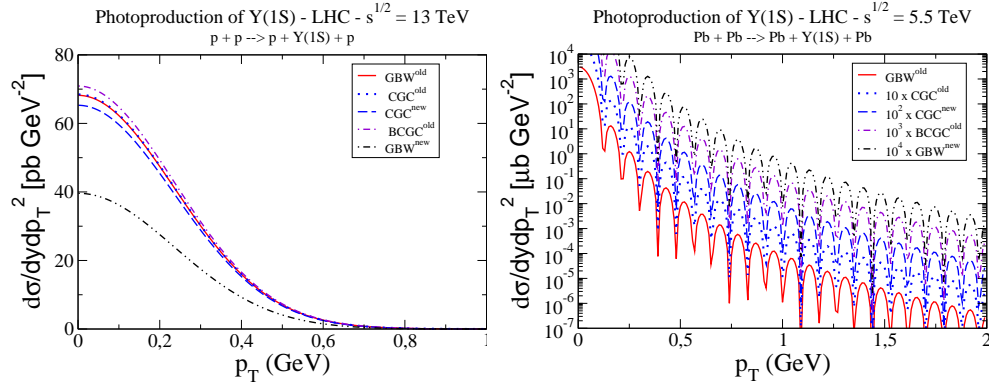 Photoproduction of Y(1S) - LHC - s^1/2 = 13 TeV
p + p --> p + Y(1S) + p
dσ/dydp_T^2 [pb GeV^-2]
80
60
40
20
0
GBW^old
CGC^old
CGC^new
BCGC^old
GBW^new
0 0,2 0,4 0,6 0,8 1
p_T (GeV)
Photoproduction of Y(1S) - LHC - s^1/2 = 5.5 TeV
Pb + Pb --> Pb + Y(1S) + Pb
dσ/dydp_T^2 [μb GeV^-2]
10^4
10^3
10^2
10^1
10^0
10^-1
10^-2
10^-3
10^-4
10^-5
10^-6
10^-7
GBW^old
10 x CGC^old
10^2 x CGC^new
10^3 x BCGC^old
10^4 x GBW^new
0 0,5 1 1,5 2
p_T (GeV)